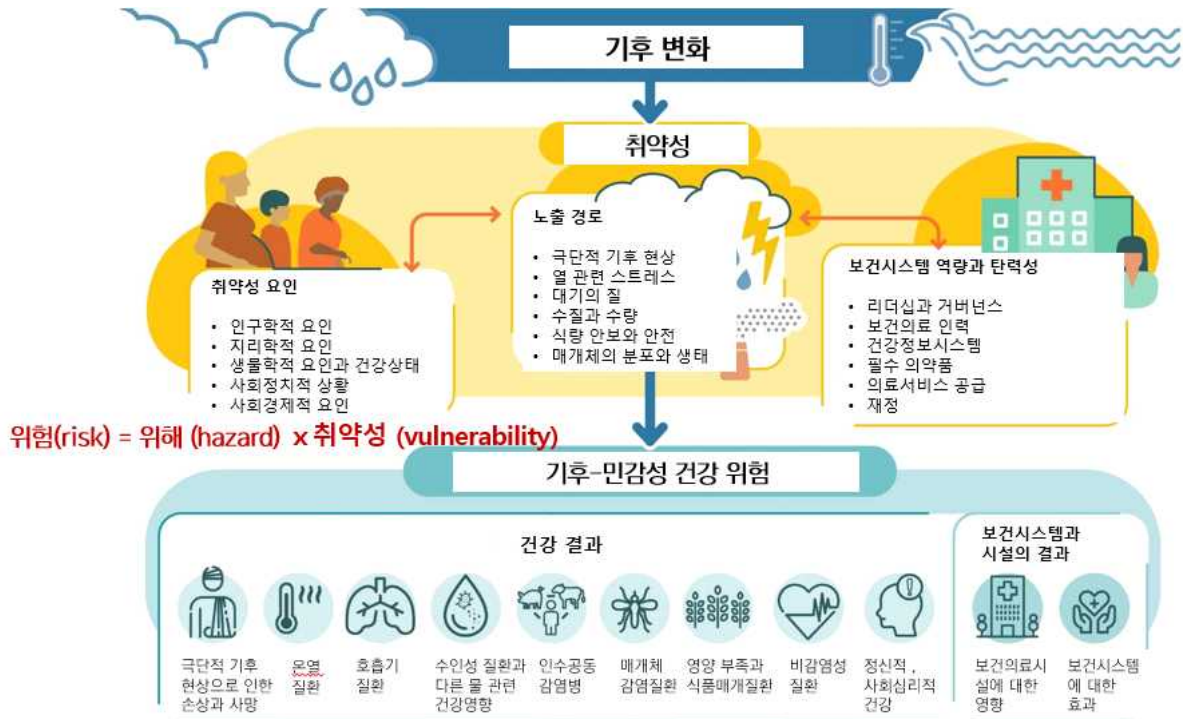 기후 변화
취약성
취약성 요인
• 인구학적 요인
• 지리학적 요인
• 생물학적 요인과 건강상태
• 사회정치적 상황
• 사회경제적 요인
노출 경로
• 극단적 기후 현상
• 열 관련 스트레스
• 대기의 질
• 수질과 수량
• 식량 안보와 안전
• 매개체의 분포와 생태
보건시스템 역량과 탄력성
• 리더십과 거버넌스
• 보건의료 인력
• 건강정보시스템
• 필수 의약품
• 의료서비스 공급
• 재정
위험(risk) = 위해 (hazard) x 취약성 (vulnerability)
기후-민감성 건강 위험
건강 결과
극단적 기후
현상으로 인한
손상과 사망
온열
질환
호흡기
질환
수인성 질환과
다른 물 관련
건강영향
인수공동
감염병
매개체
감염질환
영양 부족과
식품매개질환
비감염성
질환
정신적 ,
사회심리적
건강
보건시스템과
시설의 결과
보건의료시
설에 대한
영향
보건시스템
에 대한
효과